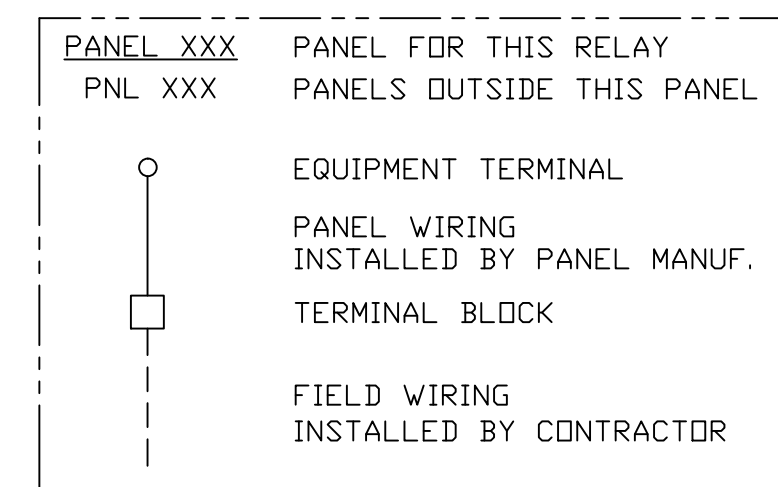 PANEL XXX PANEL FOR THIS RELAY
PNL XXX PANELS OUTSIDE THIS PANEL
EQUIPMENT TERMINAL
PANEL WIRING
INSTALLED BY PANEL MANUF.
TERMINAL BLOCK
FIELD WIRING
INSTALLED BY CONTRACTOR